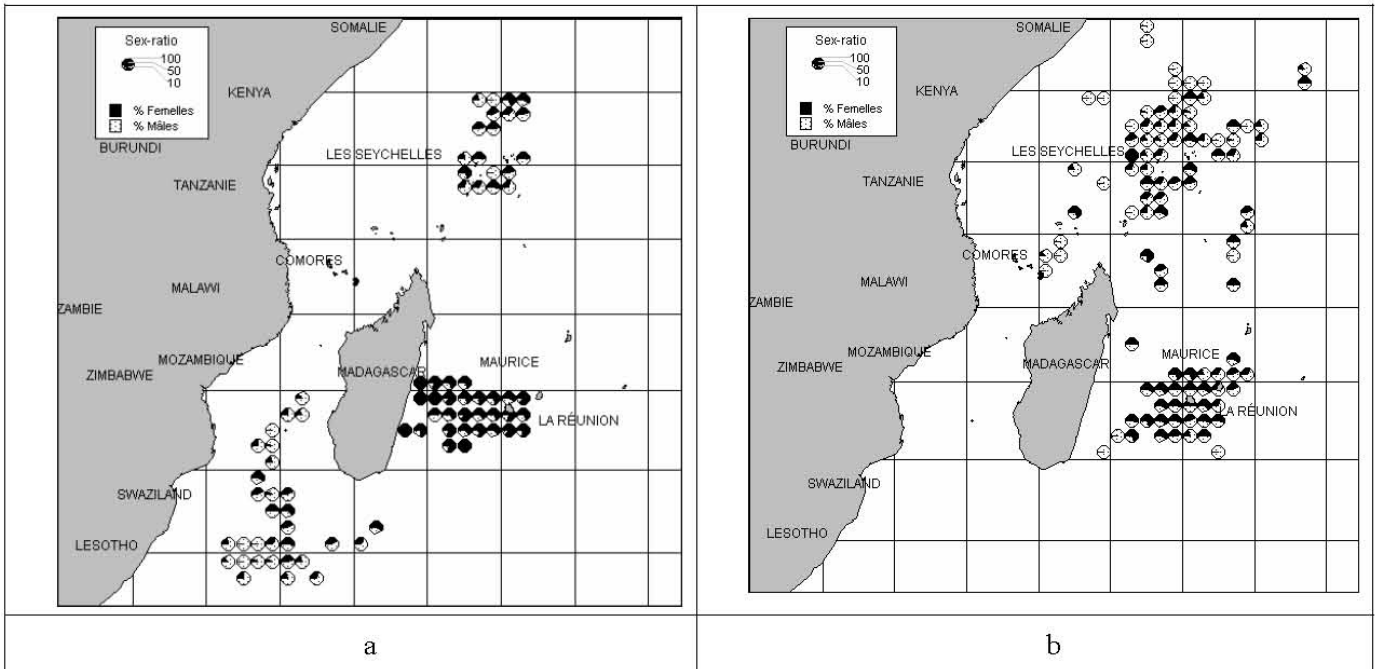 SOMALIE
Sex-ratio
100
50
10
% Femelles
% Mâles
KENYA
BURUNDI
LES SEYCHELLES
TANZANIE
COMORES
MALAWI
ZAMBIE
MOZAMBIQUE
MAURICE
ZIMBABWE
MADAGASCAR
LA RÉUNION
SWAZILAND
LESOTHO
a
SOMALIE
Sex-ratio
100
50
10
% Femelles
% Mâles
KENYA
BURUNDI
LES SEYCHELLES
TANZANIE
COMORES
MALAWI
ZAMBIE
MOZAMBIQUE
MAURICE
ZIMBABWE
MADAGASCAR
LA RÉUNION
SWAZILAND
LESOTHO
b